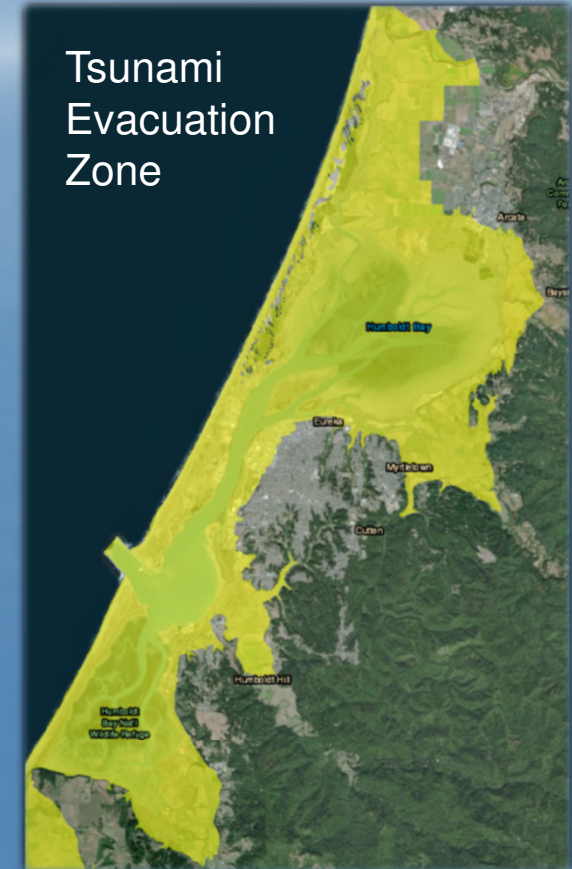 Tsunami
Evacuation
Zone
Arcata
Humboldt Bay
Eureka
Myrtletown
Cutten
Humboldt Hill
Humboldt
Bay Nat'l
Wildlife Refuge